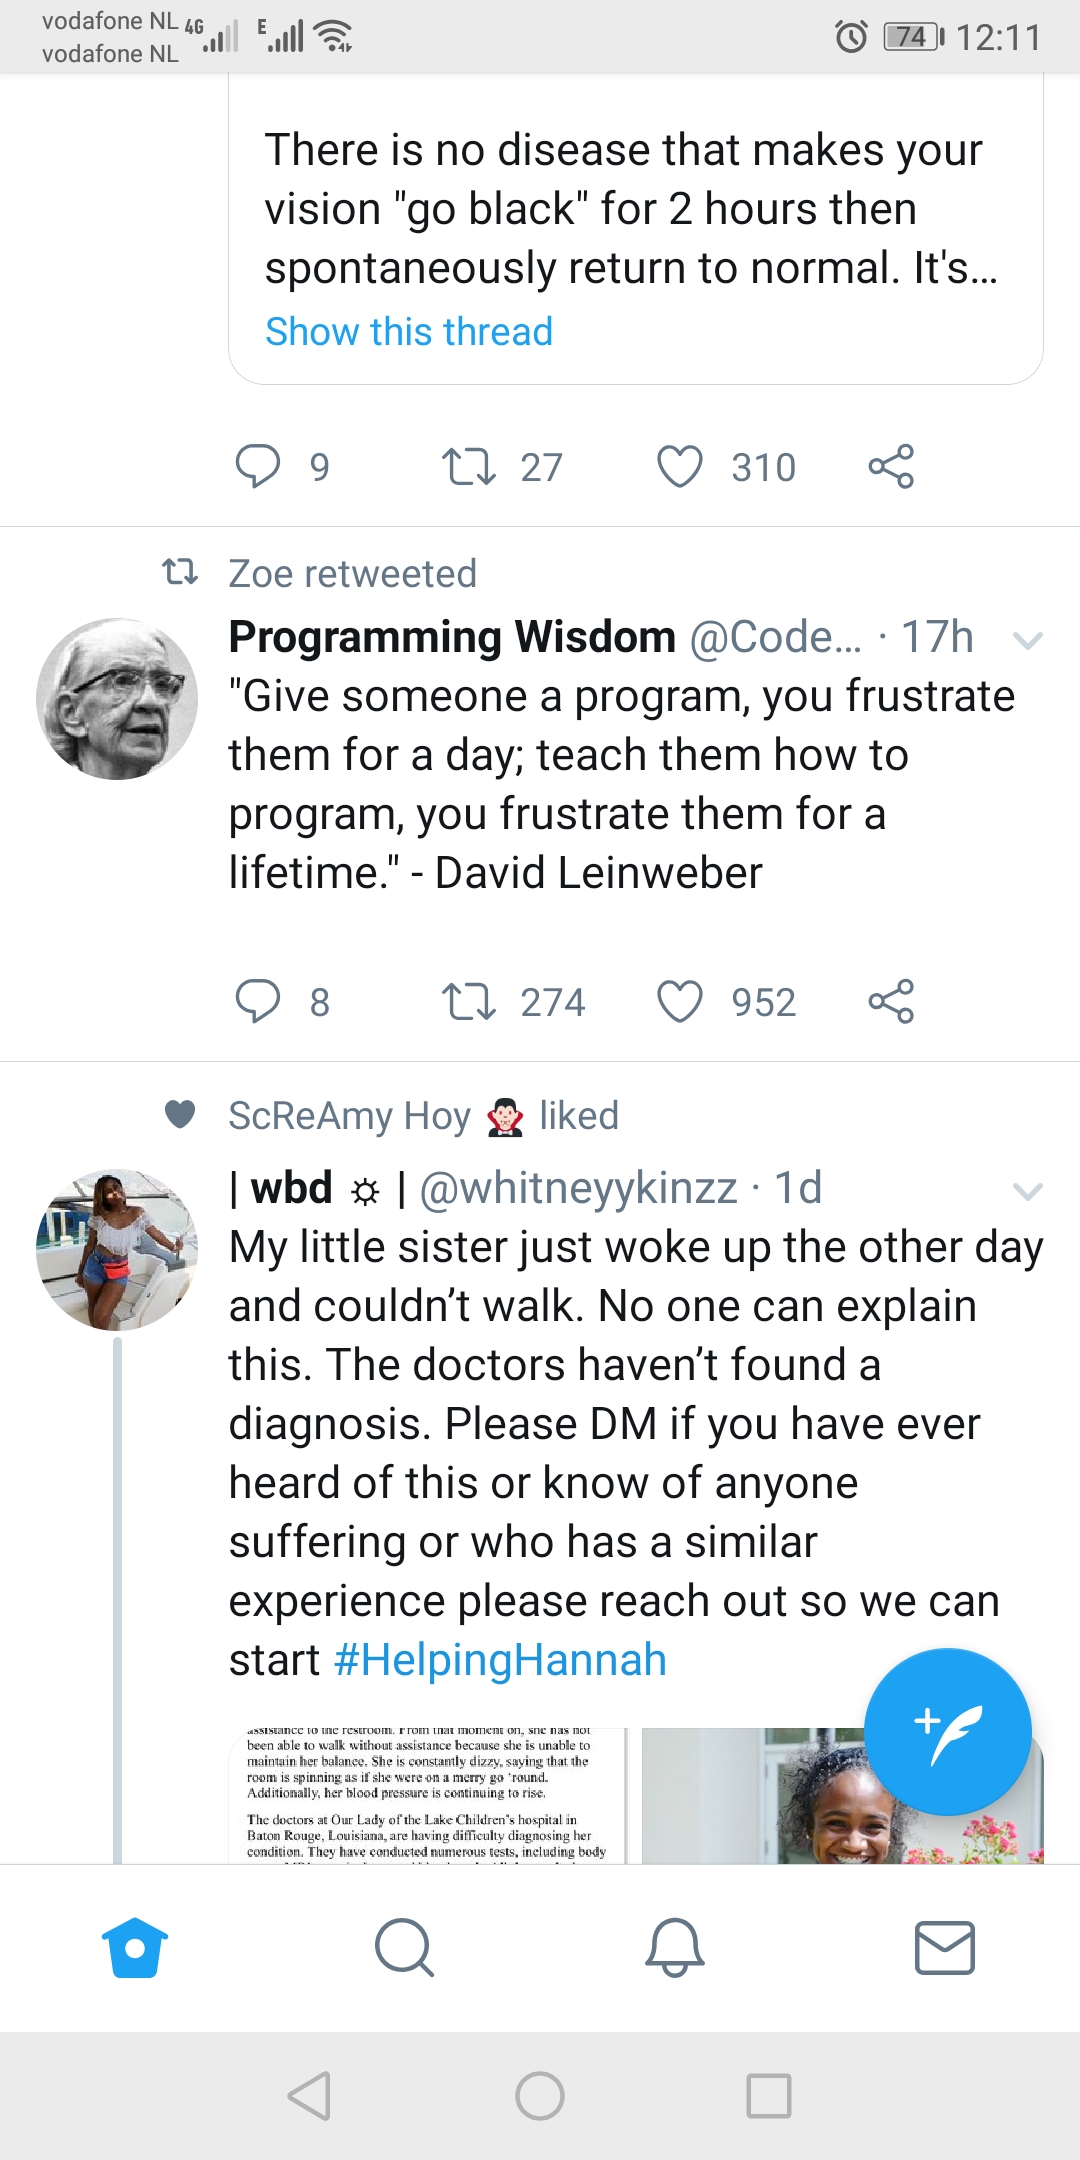 vodafone NL 4G E
vodafone NL
74 12:11
There is no disease that makes your
vision "go black" for 2 hours then
spontaneously return to normal. It's...
Show this thread
9 27 310
Zoe retweeted
Programming Wisdom @Code... · 17h
"Give someone a program, you frustrate
them for a day; teach them how to
program, you frustrate them for a
lifetime." - David Leinweber
8 274 952
ScReAmy Hoy 🧛🏻‍♂️ liked
| wbd ☼ | @whitneyykinzz · 1d
My little sister just woke up the other day
and couldn’t walk. No one can explain
this. The doctors haven’t found a
diagnosis. Please DM if you have ever
heard of this or know of anyone
suffering or who has a similar
experience please reach out so we can
start #HelpingHannah
assistance to the restroom. From that moment on, she has not
been able to walk without assistance because she is unable to
maintain her balance. She is constantly dizzy, saying that the
room is spinning as if she were on a merry go 'round.
Additionally, her blood pressure is continuing to rise.
The doctors at Our Lady of the Lake Children's hospital in
Baton Rouge, Louisiana, are having difficulty diagnosing her
condition. They have conducted numerous tests, including body